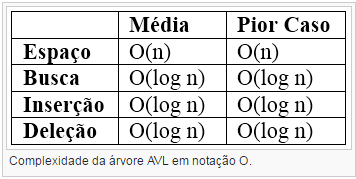 Média Pior Caso
Espaço O(n) O(n)
Busca O(log n) O(log n)
Inserção O(log n) O(log n)
Deleção O(log n) O(log n)
Complexidade da árvore AVL em notação O.